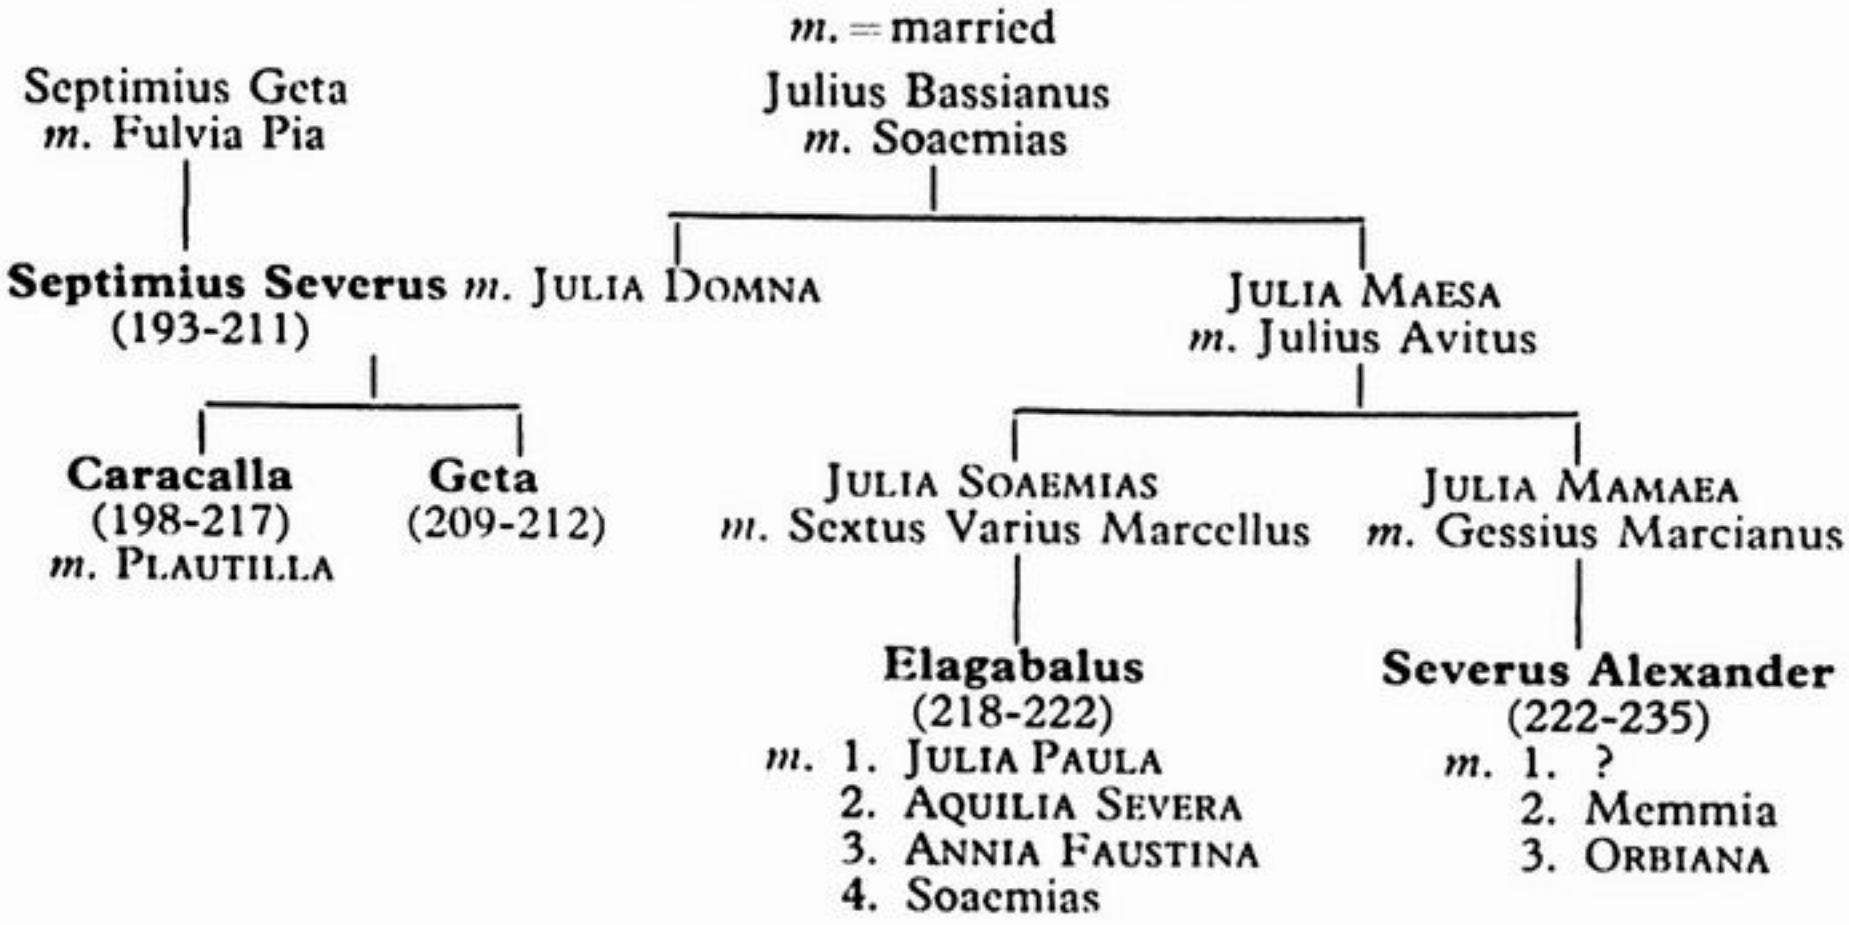 m. = married
Septimius Geta
m. Fulvia Pia
Julius Bassianus
m. Soaemias
Septimius Severus m. JULIA DOMNA
(193-211)
JULIA MAESA
m. Julius Avitus
Caracalla
(198-217)
m. PLAUTILLA
Geta
(209-212)
JULIA SOAEMIAS
m. Sextus Varius Marcellus
JULIA MAMAEA
m. Gessius Marcianus
Elagabalus
(218-222)
m. 1. JULIA PAULA
2. AQUILIA SEVERA
3. ANNIA FAUSTINA
4. Soaemias
Severus Alexander
(222-235)
m. 1. ?
2. Memmia
3. ORBIANA